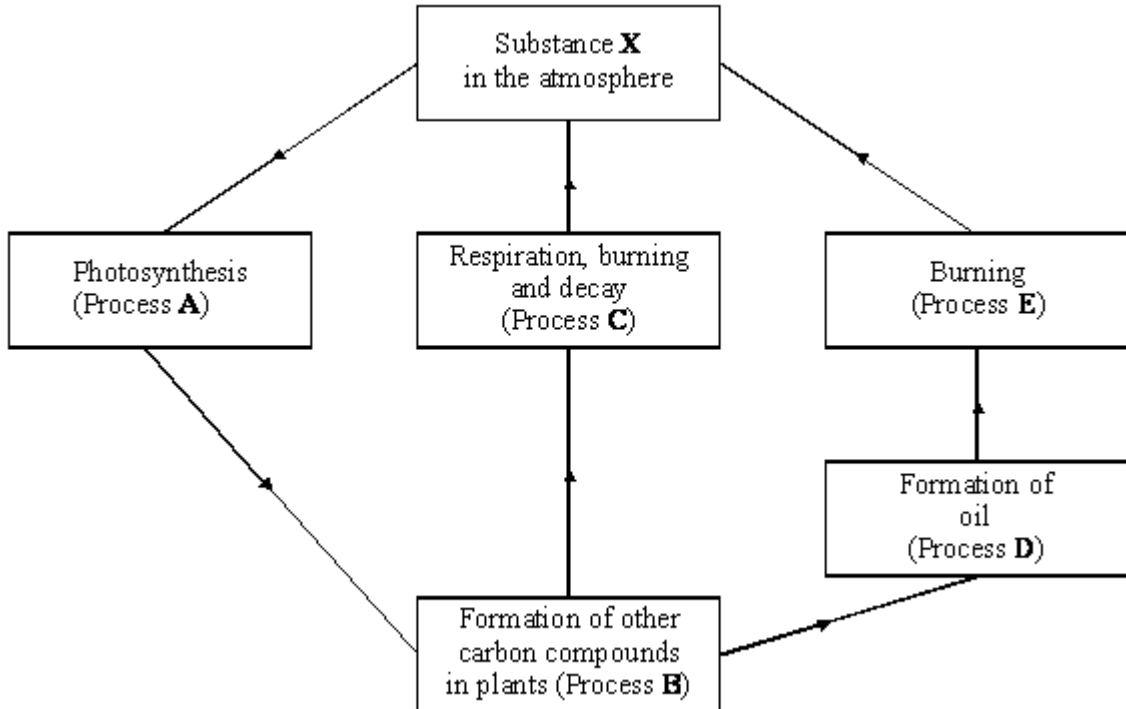 Substance X
in the atmosphere
Photosynthesis
(Process A)
Respiration, burning
and decay
(Process C)
Burning
(Process E)
Formation of
oil
(Process D)
Formation of other
carbon compounds
in plants (Process B)